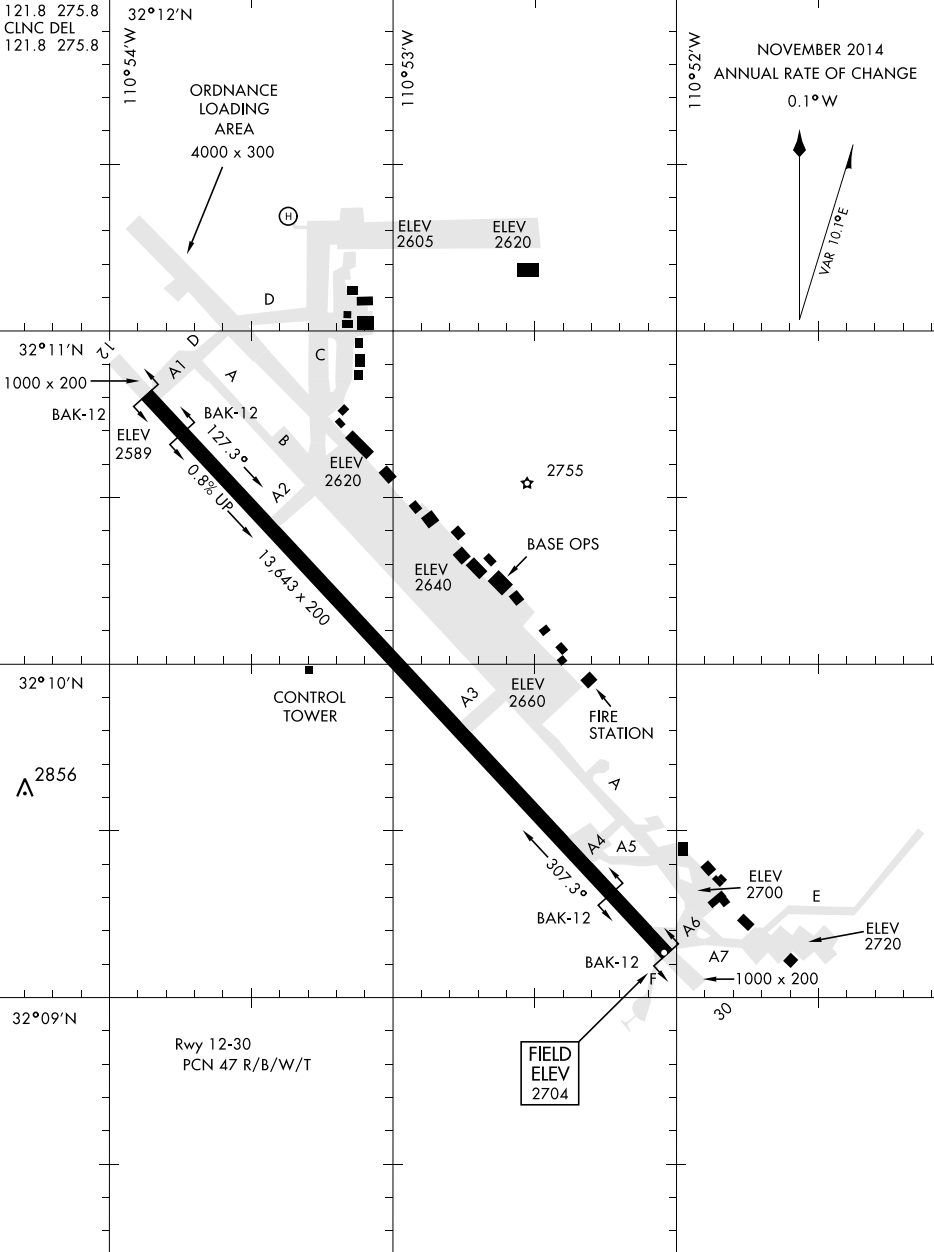 121.8 275.8
CLNC DEL
121.8 275.8
32°12'N
110°54'W
110°53'W
110°52'W
NOVEMBER 2014
ANNUAL RATE OF CHANGE
0.1° W
VAR 10.1° E
ORDNANCE
LOADING
AREA
4000 x 300
H
ELEV
2605
ELEV
2620
D
32°11'N
12
D
C
1000 x 200
A1
A
BAK-12
BAK-12
ELEV
2589
127.3°
B
ELEV
2620
0.8% UP
A2
2755
13,643 x 200
BASE OPS
ELEV
2640
32°10'N
CONTROL
TOWER
A3
ELEV
2660
FIRE
STATION
2856
A
A4
A5
307.3°
ELEV
2700
E
BAK-12
A6
ELEV
2720
BAK-12
A7
F
1000 x 200
32°09'N
30
Rwy 12-30
PCN 47 R/B/W/T
FIELD
ELEV
2704